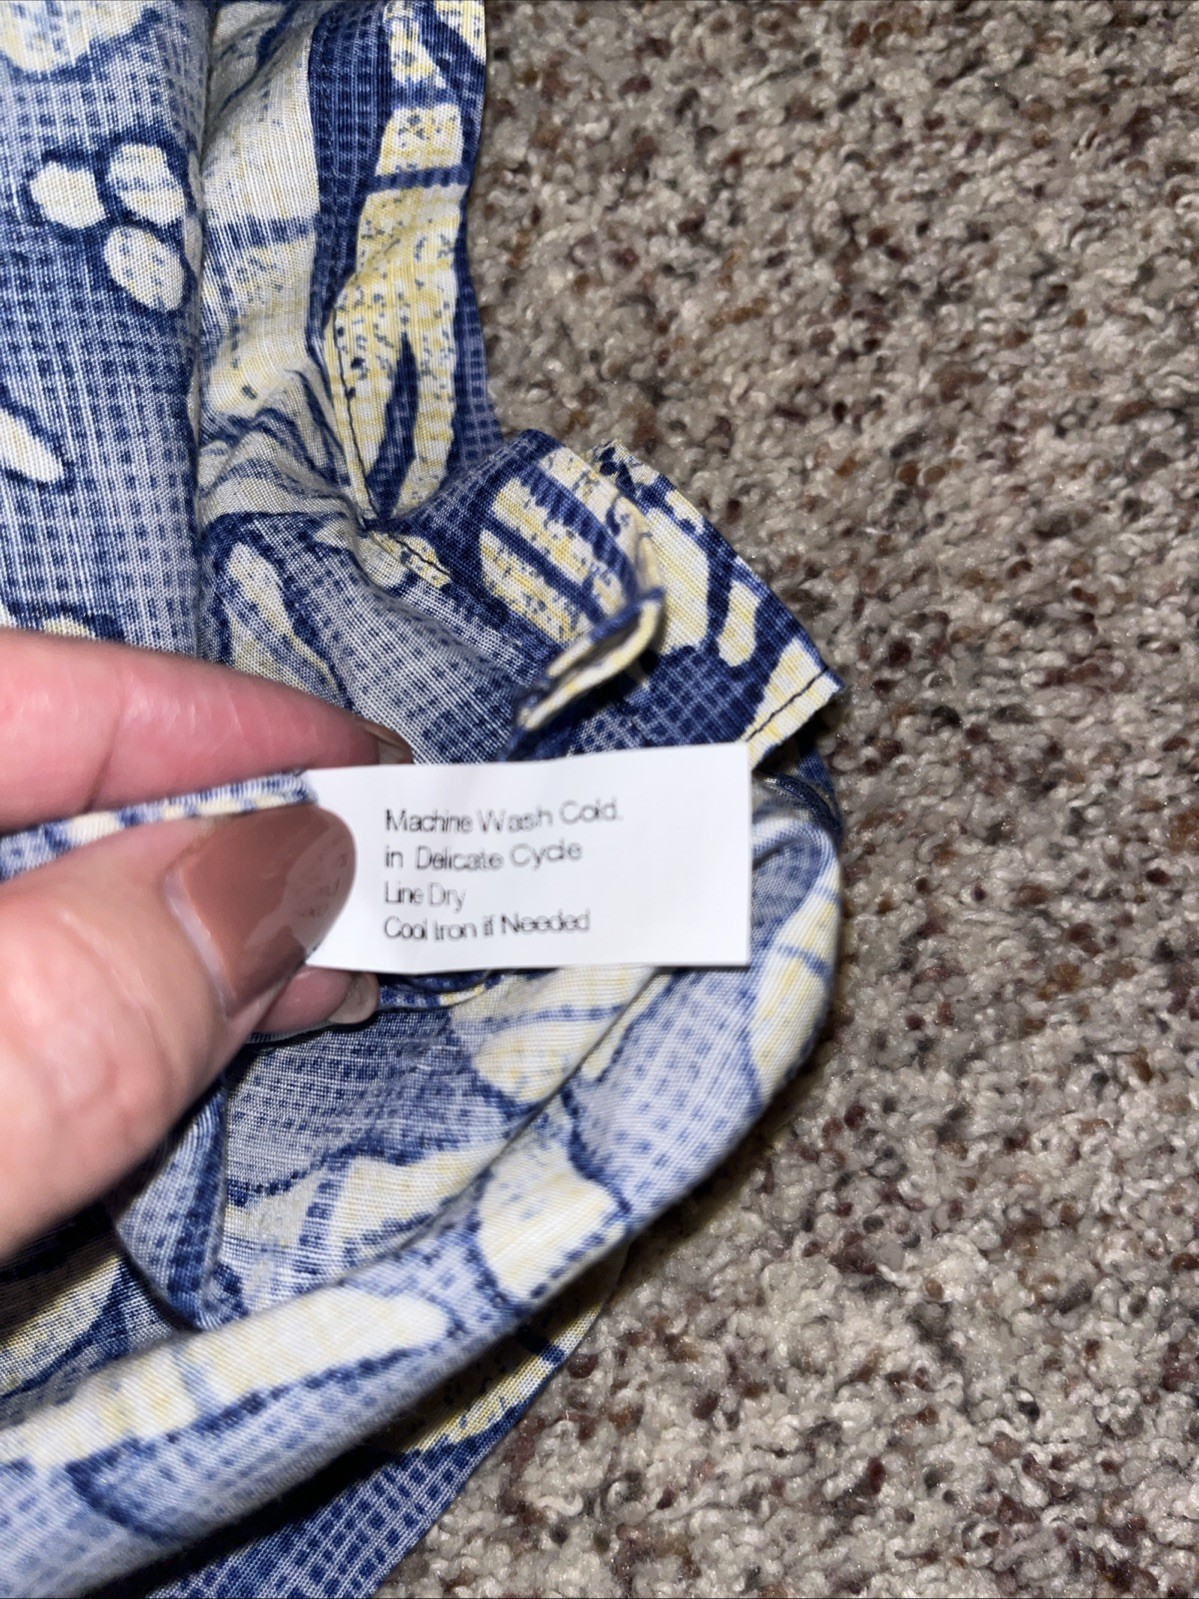 Machine Wash Cold.
in Delicate Cycle
Line Dry
Cool Iron if Needed